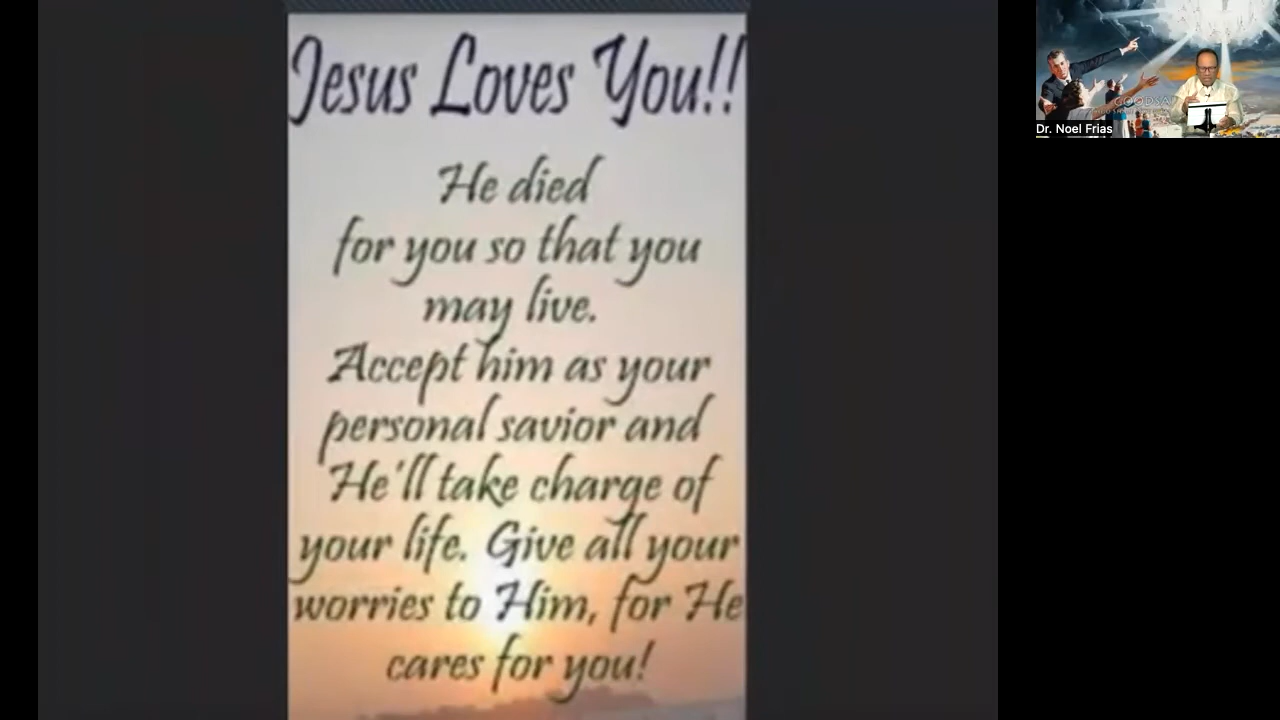 Jesus Loves You!!
He died
for you so that you
may live.
Accept him as your
personal savior and
He'll take charge of
your life. Give all your
worries to Him, for He
cares for you!
Dr. Noel Frias